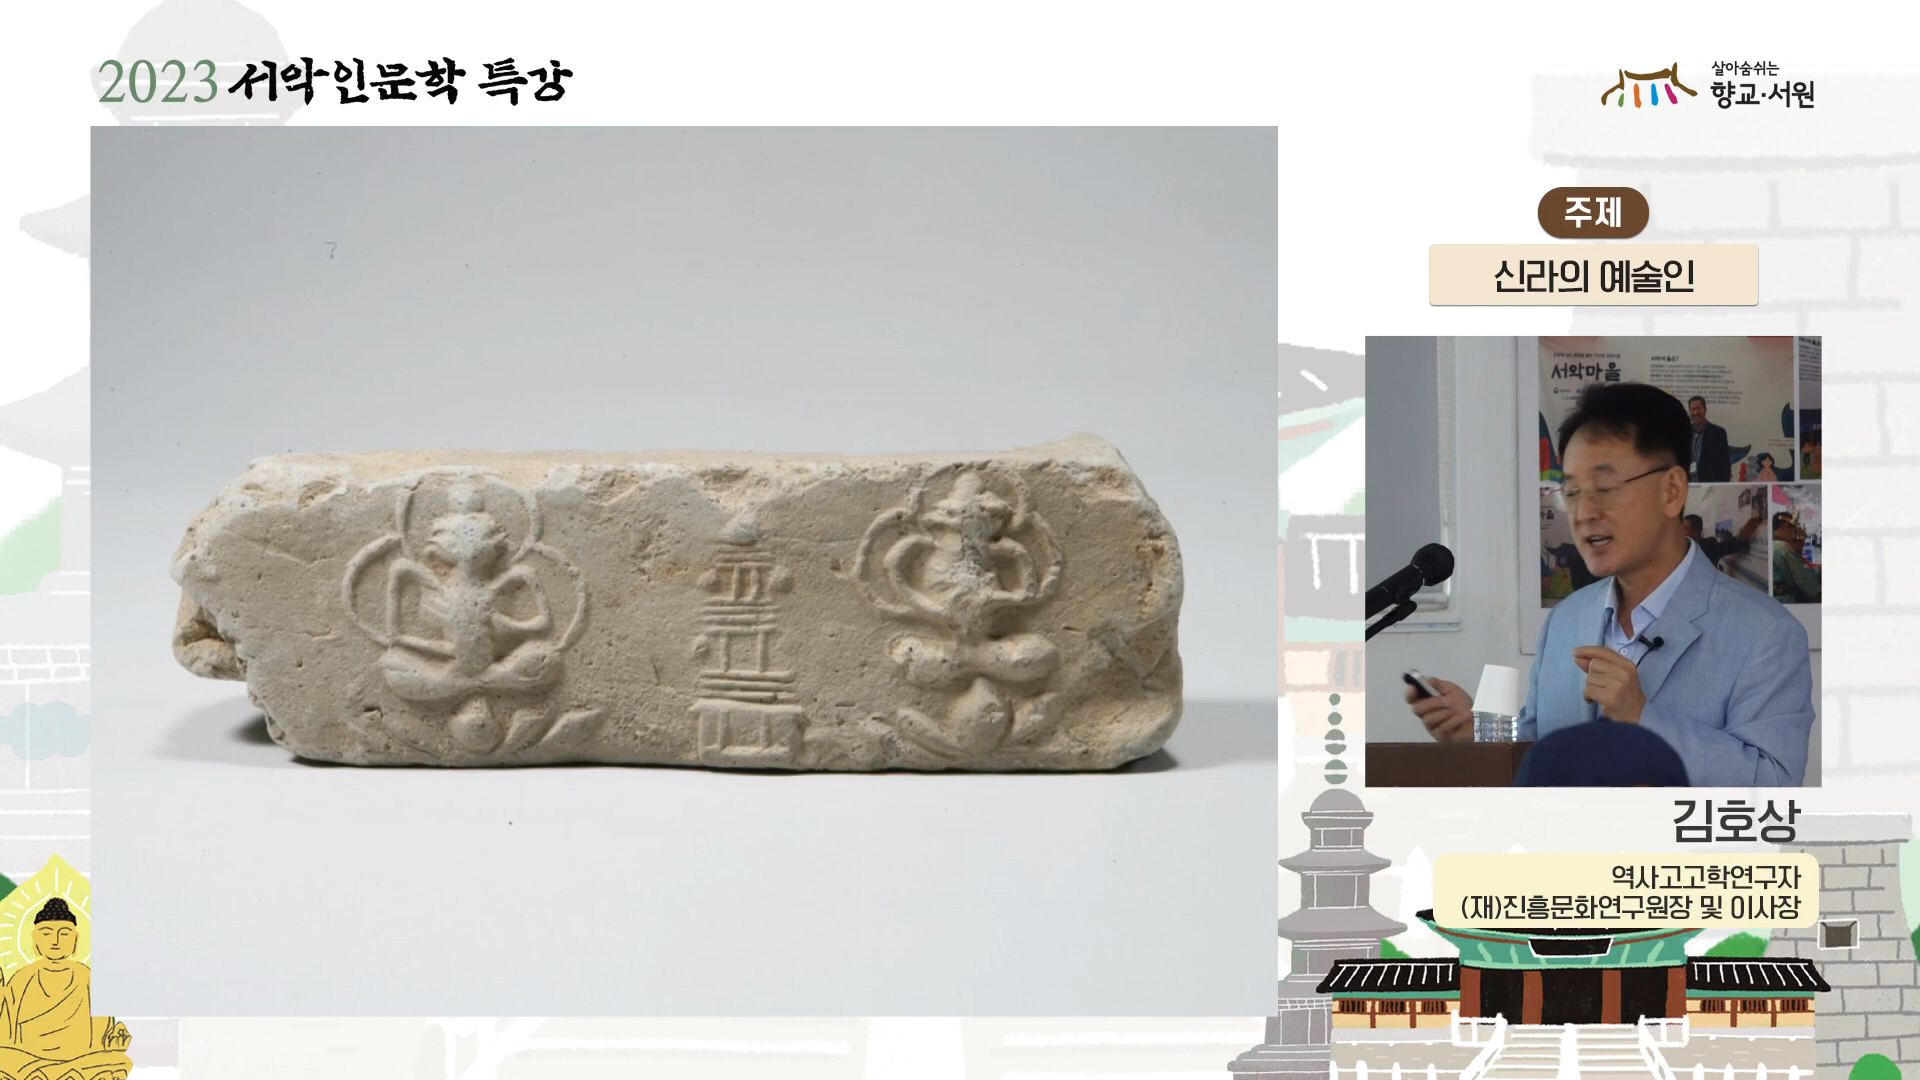 2023 서악인문학 특강
살아숨쉬는
향교·서원
주제
신라의 예술인
서악마을
김호상
역사고고학연구자
(재)진흥문화연구원장 및 이사장